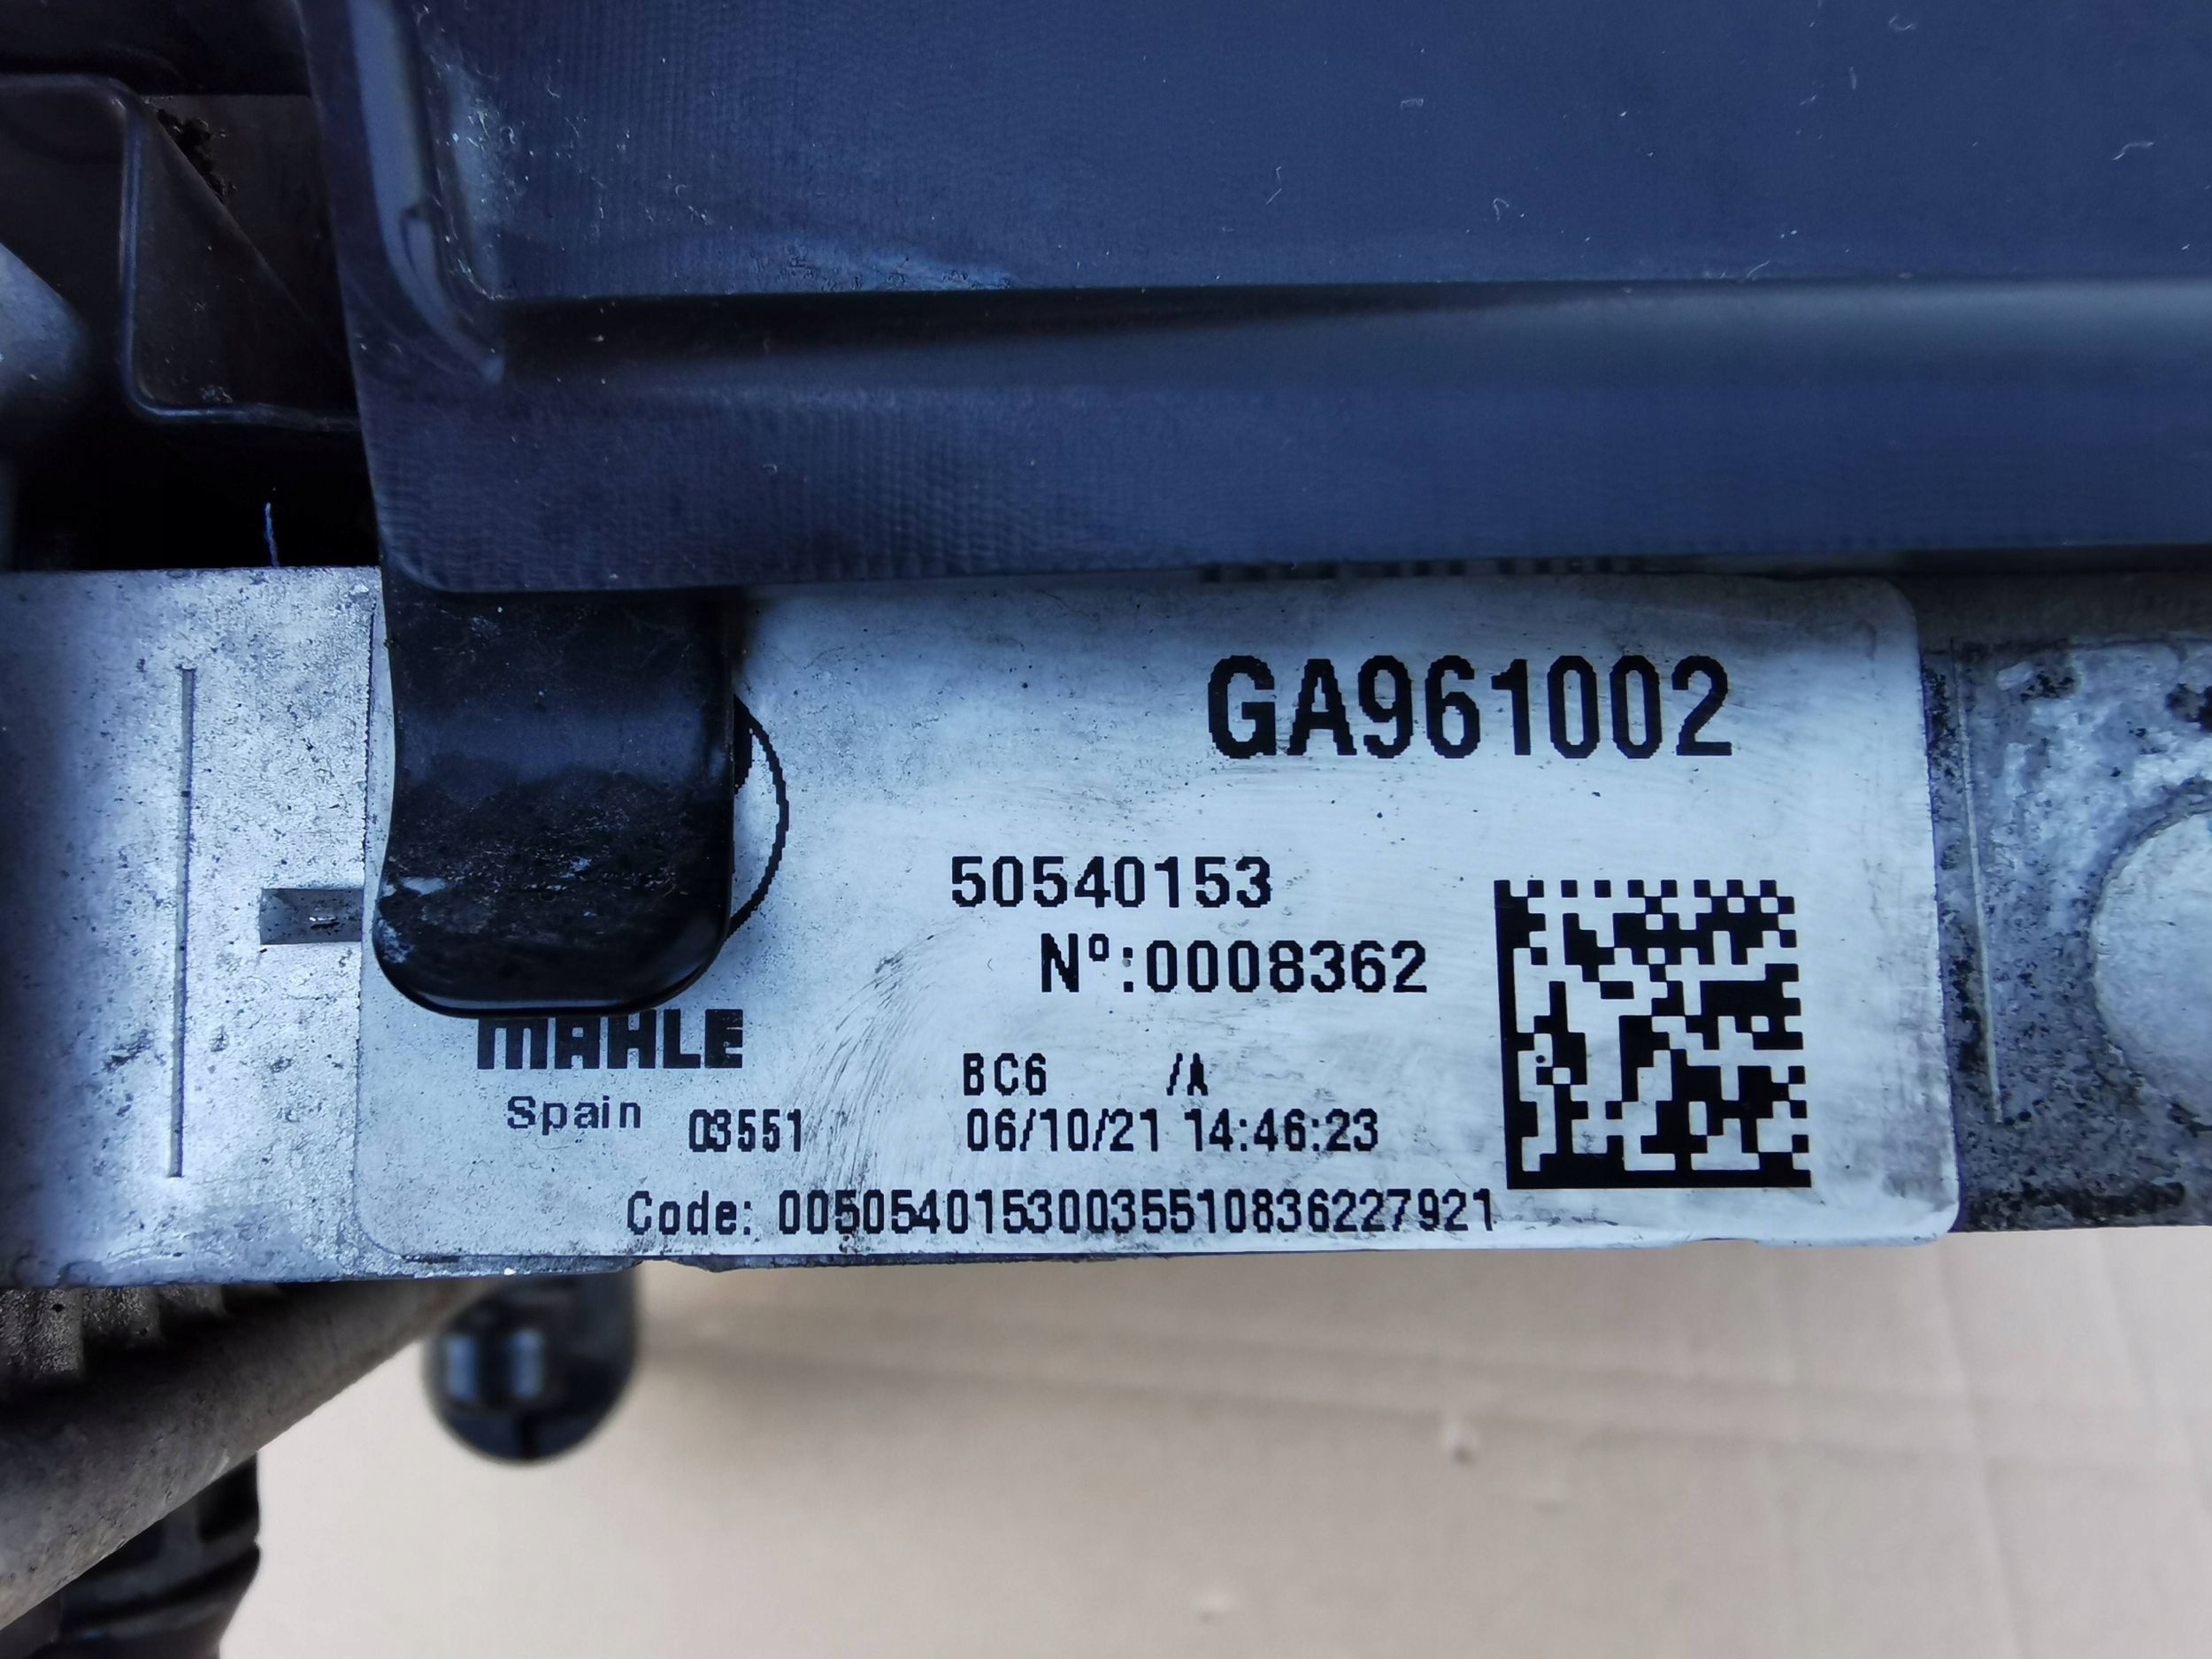 GA961002
50540153
Nº:0008362
MAHLE
BC6 /A
Spain 03551
06/10/21 14:46:23
Code: 00505401530035510836227921